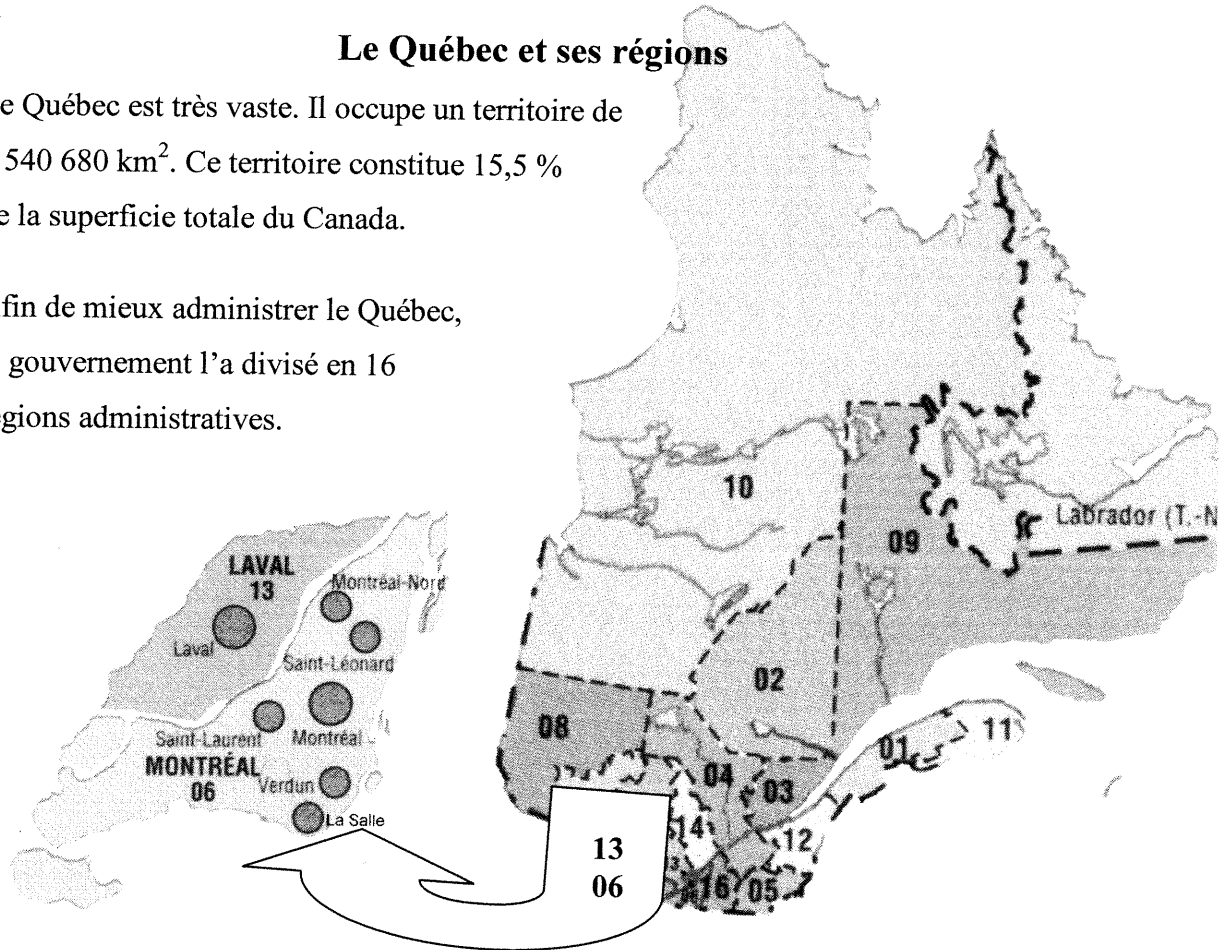 Le Québec et ses régions
e Québec est très vaste. Il occupe un territoire de
540 680 km². Ce territoire constitue 15,5 %
e la superficie totale du Canada.
fin de mieux administrer le Québec,
gouvernement l'a divisé en 16
gions administratives.
10
Labrador (T.-N
09
LAVAL
13
Montréal-Nord
Laval
Saint-Léonard
02
08
11
01
Saint-Laurent
Montréal
04
03
MONTRÉAL
06
Verdun
La Salle
14
12
13
06
16
05